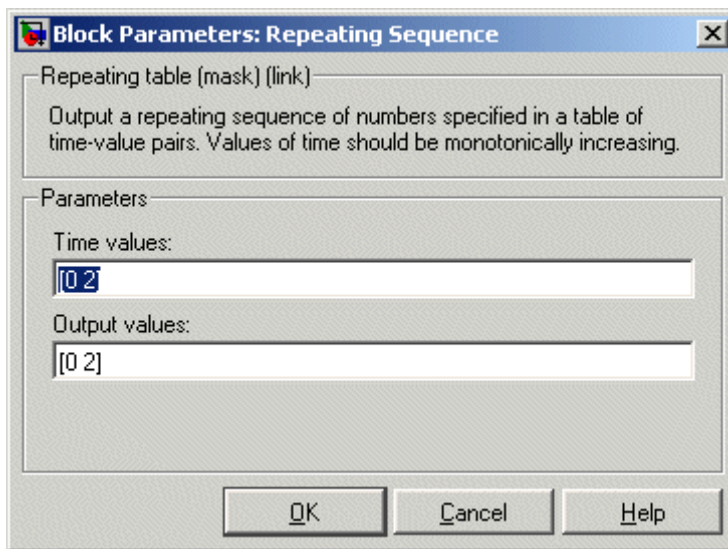 Block Parameters: Repeating Sequence
Repeating table (mask) (link)
Output a repeating sequence of numbers specified in a table of
time-value pairs. Values of time should be monotonically increasing.
Parameters
Time values:
[0 2]
Output values:
[0 2]
OK
Cancel
Help